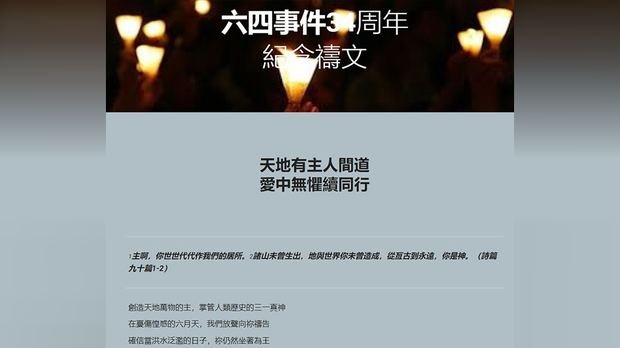 六四事件34周年
紀念禱文
天地有主人間道
愛中無懼續同行
1主啊，你世世代代作我們的居所。2諸山未曾生出，地與世界你未曾造成，從亙古到永遠，你是神。（詩篇
九十篇1-2）
創造天地萬物的主，掌管人類歷史的三一真神
在憂傷惶惑的六月天，我們放聲向祢禱告
確信當洪水泛濫的日子，祢仍然坐著為王